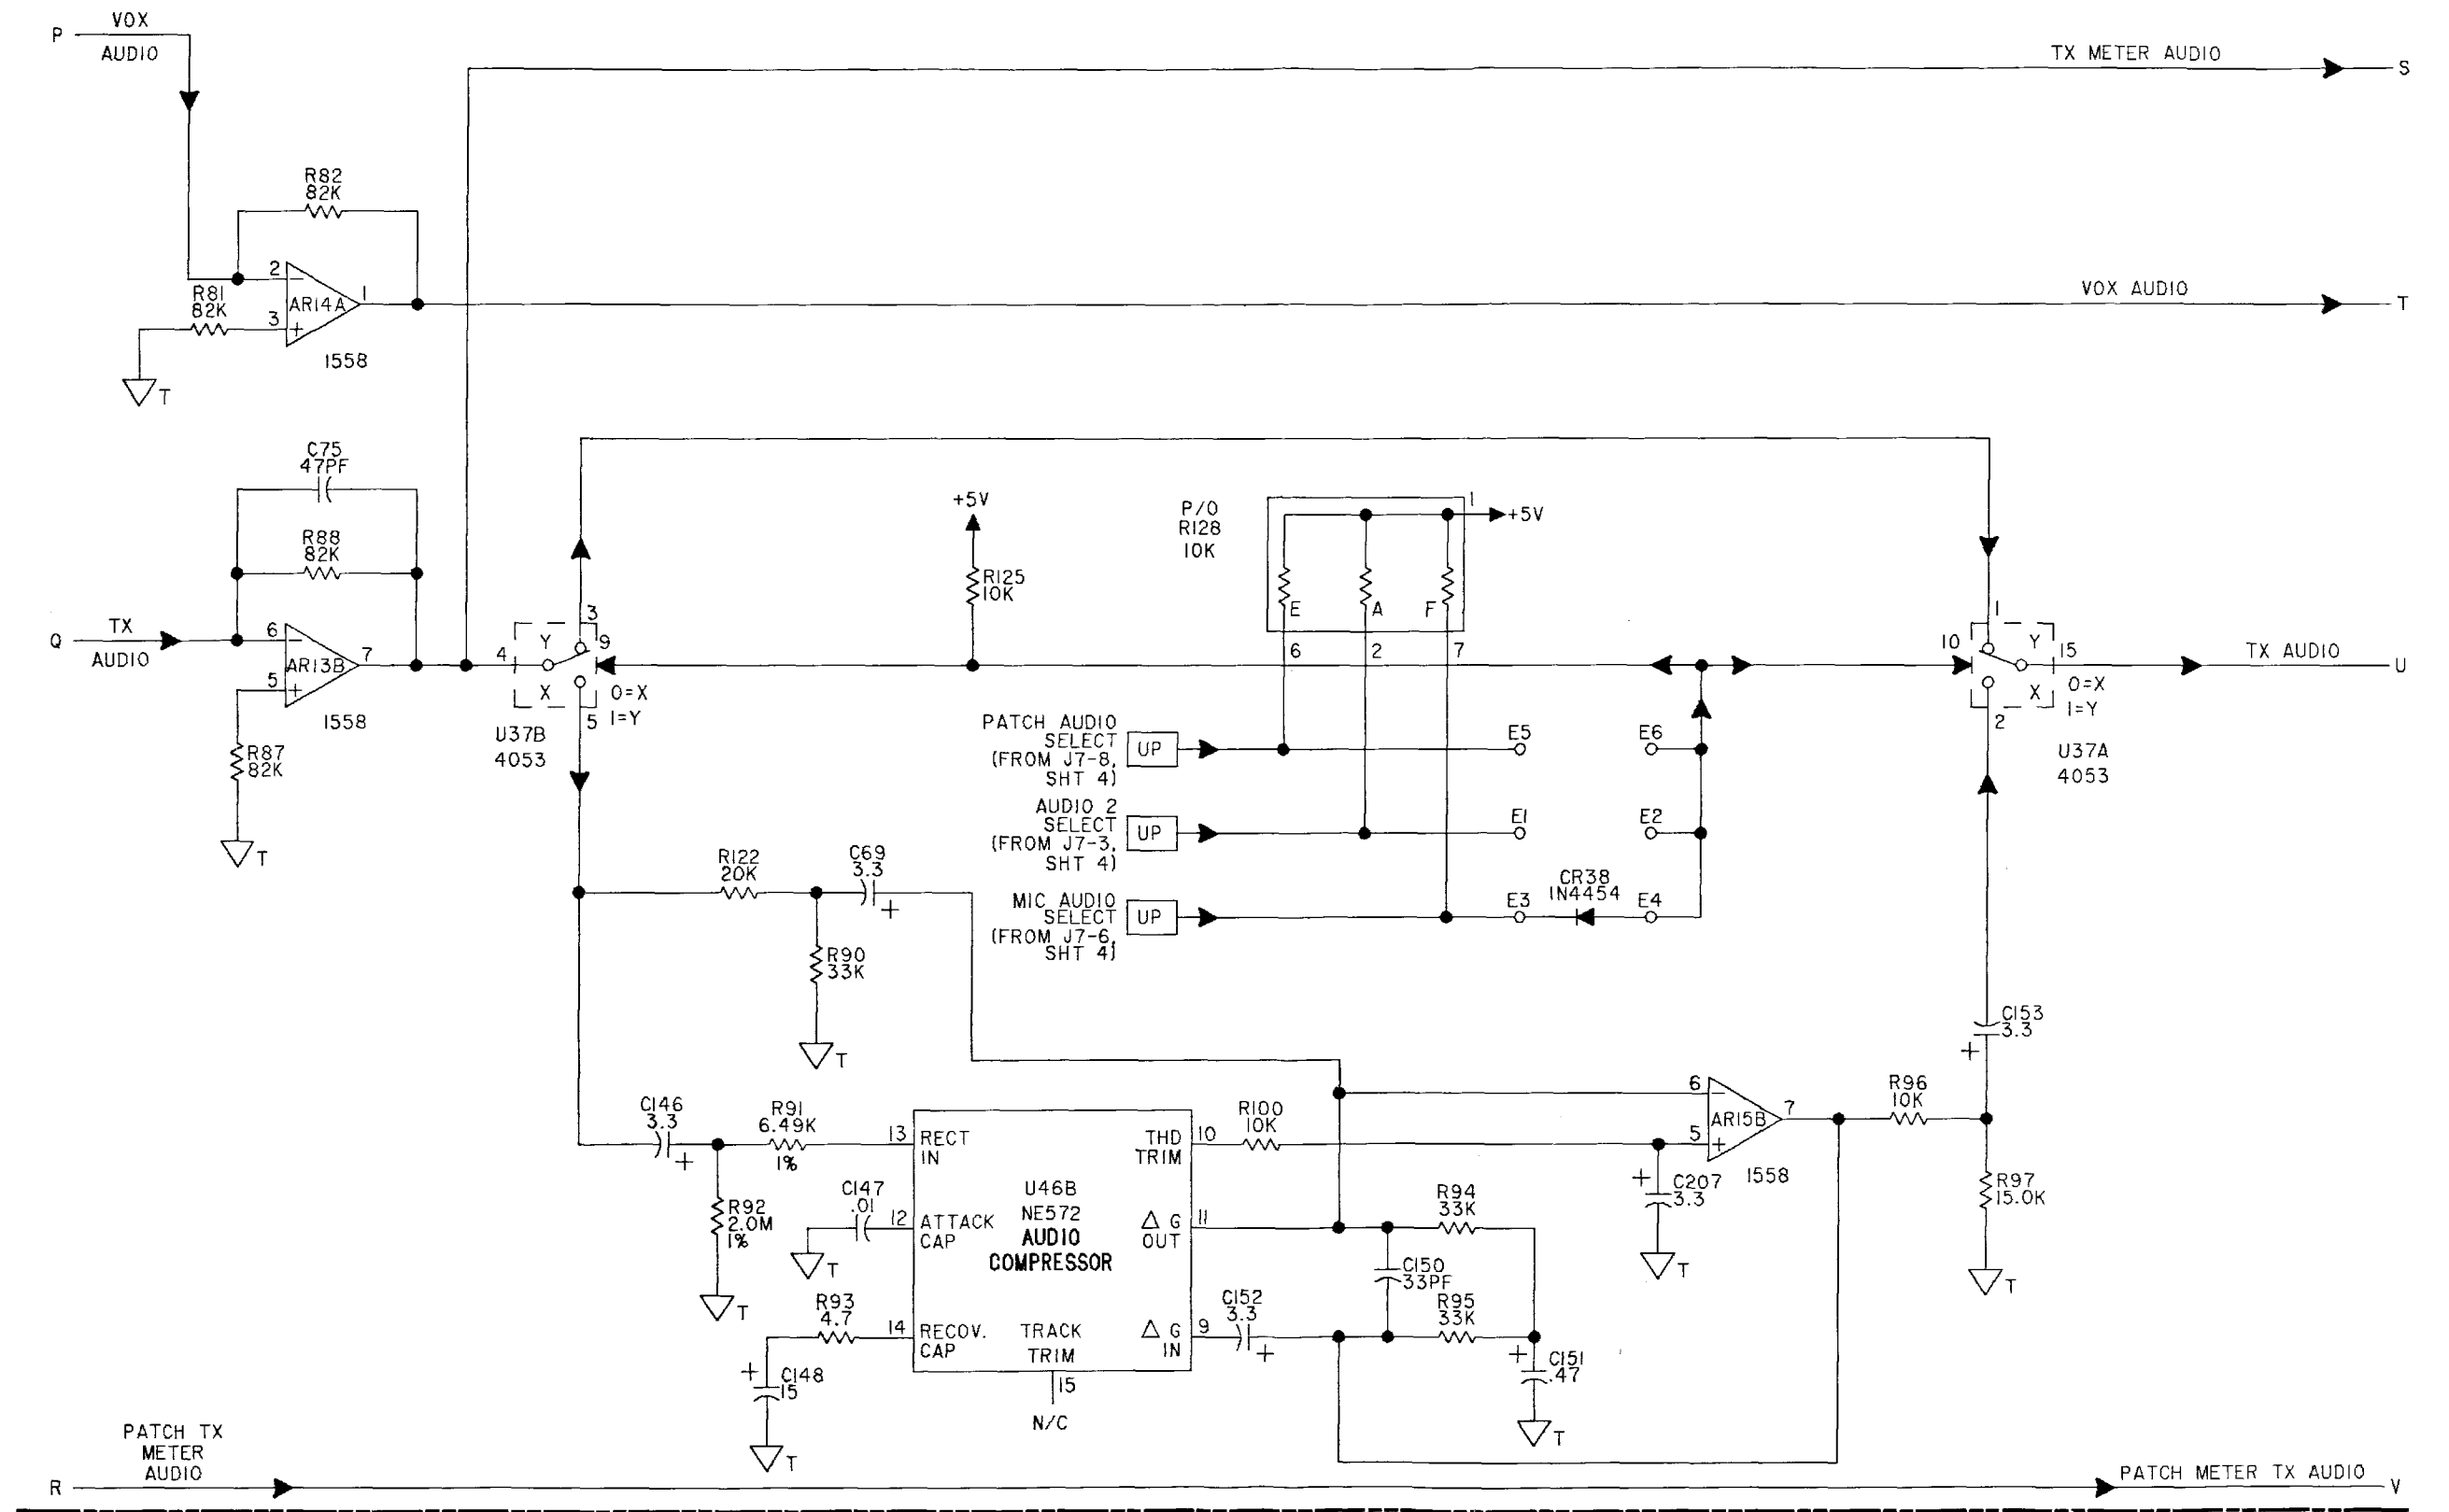 P
VOX
AUDIO
TX METER AUDIO
S
R82
82K
2
−
AR14A
1
R81
82K
3
+
1558
T
VOX AUDIO
T
C75
47PF
R88
82K
Q
TX
AUDIO
6
−
AR13B
7
5
+
1558
R87
82K
T
3
Y
9
4
X
0=X
1=Y
5
U37B
4053
+5V
R125
10K
P/O
R128
10K
1
+5V
E
A
F
6
2
7
1
10
Y
15
X
0=X
1=Y
2
U37A
4053
TX AUDIO
U
PATCH AUDIO
SELECT
(FROM J7-8,
SHT 4)
UP
E5
E6
AUDIO 2
SELECT
(FROM J7-3,
SHT 4)
UP
E1
E2
MIC AUDIO
SELECT
(FROM J7-6,
SHT 4)
UP
E3
CR38
1N4454
E4
R122
20K
C69
3.3
+
R90
33K
T
C153
3.3
+
C146
3.3
+
R91
6.49K
1%
R92
2.0M
1%
T
13
RECT
IN
C147
.01
T
12
ATTACK
CAP
R93
4.7
14
RECOV.
CAP
+
C148
15
T
U46B
NE572
AUDIO
COMPRESSOR
TRACK
TRIM
15
N/C
THD
TRIM
10
R100
10K
Δ G
OUT
11
Δ G
IN
9
C152
3.3
+
R94
33K
C150
33PF
R95
33K
+
C151
.47
T
6
−
AR15B
7
5
+
1558
+
C207
3.3
T
R96
10K
R97
15.0K
T
PATCH TX
METER
AUDIO
R
PATCH METER TX AUDIO
V